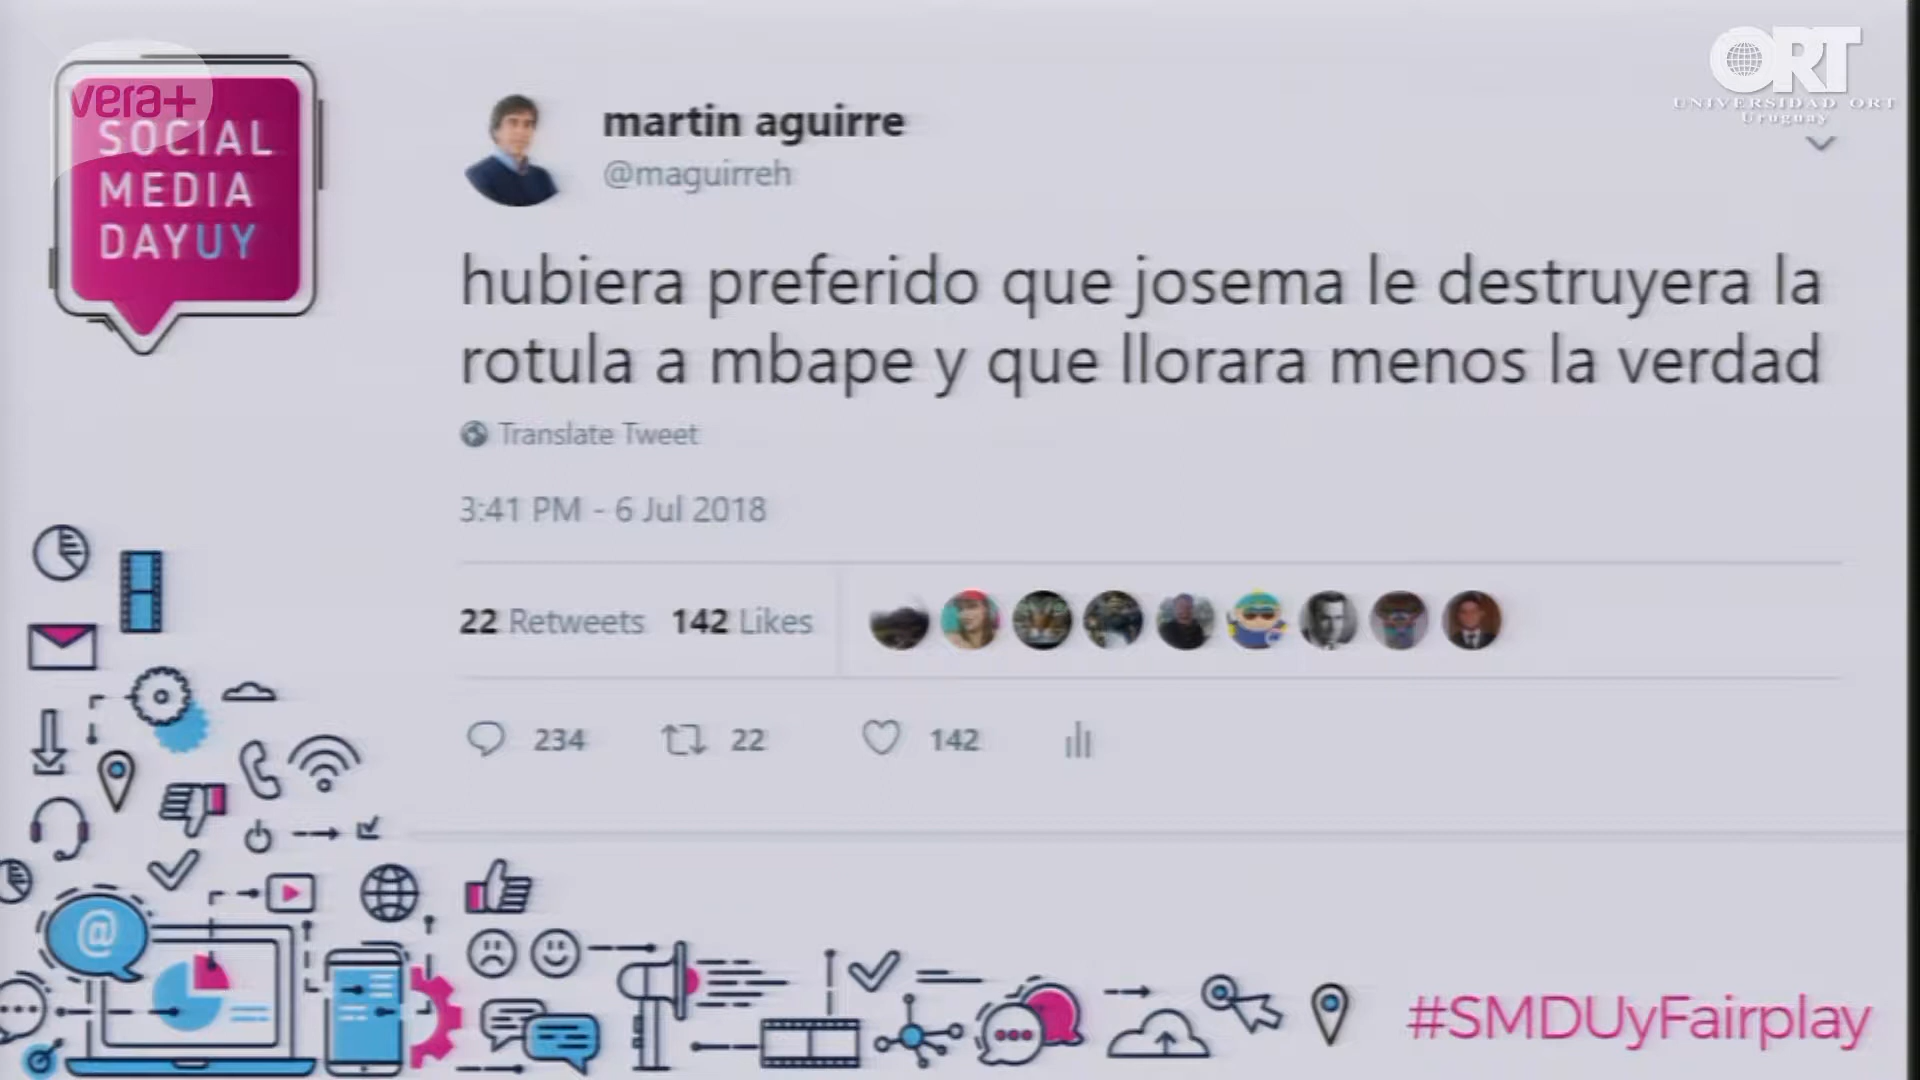 vera+
SOCIAL
MEDIA
DAYUY
ORT
UNIVERSIDAD ORT
Uruguay
martin aguirre
@maguirreh
hubiera preferido que josema le destruyera la
rotula a mbape y que llorara menos la verdad
Translate Tweet
3:41 PM - 6 Jul 2018
22 Retweets 142 Likes
234 22 142
@
#SMDUyFairplay